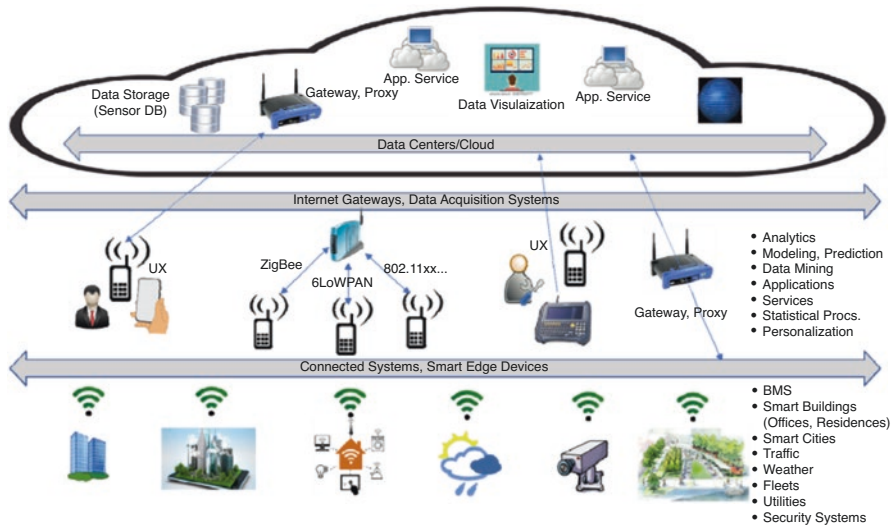 App. Service
Data Storage
(Sensor DB)
Gateway, Proxy
Data Visulaization
App. Service
Data Centers/Cloud
Internet Gateways, Data Acquisition Systems
UX
ZigBee
6LoWPAN
802.11xx...
UX
Gateway, Proxy
• Analytics
• Modeling, Prediction
• Data Mining
• Applications
• Services
• Statistical Procs.
• Personalization
Connected Systems, Smart Edge Devices
• BMS
• Smart Buildings
(Offices, Residences)
• Smart Cities
• Traffic
• Weather
• Fleets
• Utilities
• Security Systems